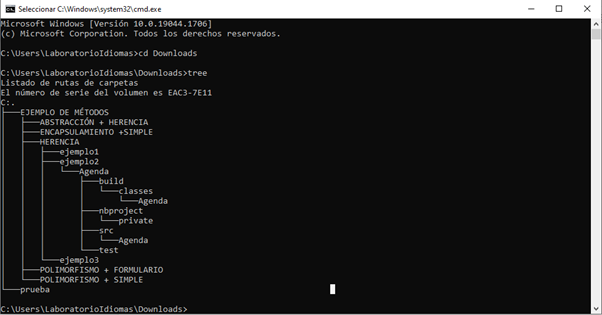 Seleccionar C:\Windows\system32\cmd.exe
Microsoft Windows [Versión 10.0.19044.1706]
(c) Microsoft Corporation. Todos los derechos reservados.
C:\Users\LaboratorioIdiomas>cd Downloads
C:\Users\LaboratorioIdiomas\Downloads>tree
Listado de rutas de carpetas
El número de serie del volumen es EAC3-7E11
C:.
├───EJEMPLO DE MÉTODOS
│   ├───ABSTRACCIÓN + HERENCIA
│   ├───ENCAPSULAMIENTO +SIMPLE
│   ├───HERENCIA
│   │   ├───ejemplo1
│   │   ├───ejemplo2
│   │   │   └───Agenda
│   │   │       ├───build
│   │   │       │   └───classes
│   │   │       │       └───Agenda
│   │   │       ├───nbproject
│   │   │       │   └───private
│   │   │       ├───src
│   │   │       │   └───Agenda
│   │   │       └───test
│   │   └───ejemplo3
│   ├───POLIMORFISMO + FORMULARIO
│   └───POLIMORFISMO + SIMPLE
└───prueba
C:\Users\LaboratorioIdiomas\Downloads>